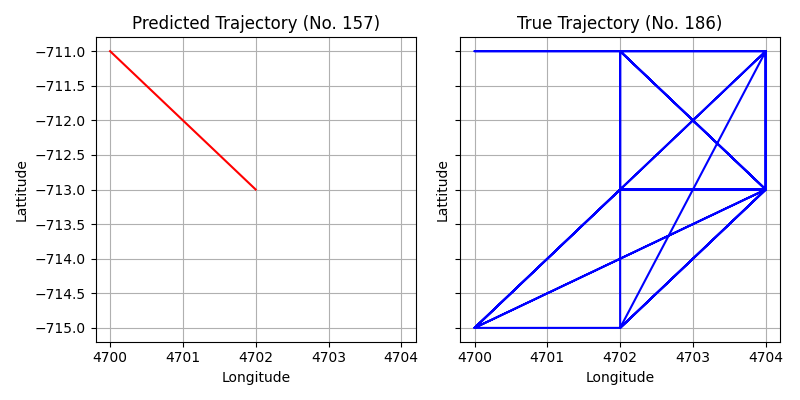 Predicted Trajectory (No. 157)
True Trajectory (No. 186)
Lattitude
−711.0
−711.5
−712.0
−712.5
−713.0
−713.5
−714.0
−714.5
−715.0
4700 4701 4702 4703 4704
Longitude
Lattitude
4700 4701 4702 4703 4704
Longitude